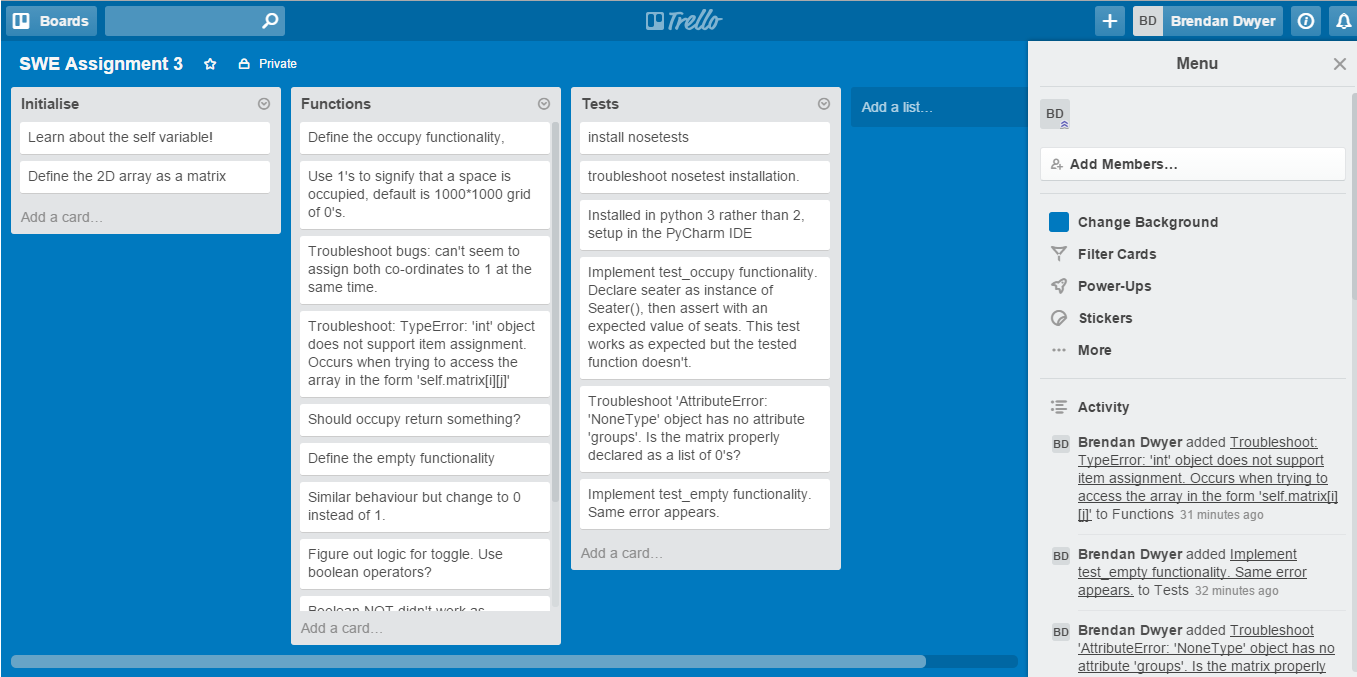 Boards
Trello
+
BD Brendan Dwyer
SWE Assignment 3
Private
Initialise
Learn about the self variable!
Define the 2D array as a matrix
Add a card…
Functions
Define the occupy functionality,
Use 1's to signify that a space is
occupied, default is 1000*1000 grid
of 0's.
Troubleshoot bugs: can't seem to
assign both co-ordinates to 1 at the
same time.
Troubleshoot: TypeError: 'int' object
does not support item assignment.
Occurs when trying to access the
array in the form 'self.matrix[i][j]'
Should occupy return something?
Define the empty functionality
Similar behaviour but change to 0
instead of 1.
Figure out logic for toggle. Use
boolean operators?
Boolean NOT didn't work as
Add a card…
Tests
install nosetests
troubleshoot nosetest installation.
Installed in python 3 rather than 2,
setup in the PyCharm IDE
Implement test_occupy functionality.
Declare seater as instance of
Seater(), then assert with an
expected value of seats. This test
works as expected but the tested
function doesn't.
Troubleshoot 'AttributeError:
'NoneType' object has no attribute
'groups'. Is the matrix properly
declared as a list of 0's?
Implement test_empty functionality.
Same error appears.
Add a card…
Add a list…
Menu
BD
Add Members…
Change Background
Filter Cards
Power-Ups
Stickers
More
Activity
BD Brendan Dwyer added Troubleshoot:
TypeError: 'int' object does not support
item assignment. Occurs when trying to
access the array in the form 'self.matrix[i]
[j]' to Functions 31 minutes ago
BD Brendan Dwyer added Implement
test_empty functionality. Same error
appears. to Tests 32 minutes ago
BD Brendan Dwyer added Troubleshoot
'AttributeError: 'NoneType' object has no
attribute 'groups'. Is the matrix properly